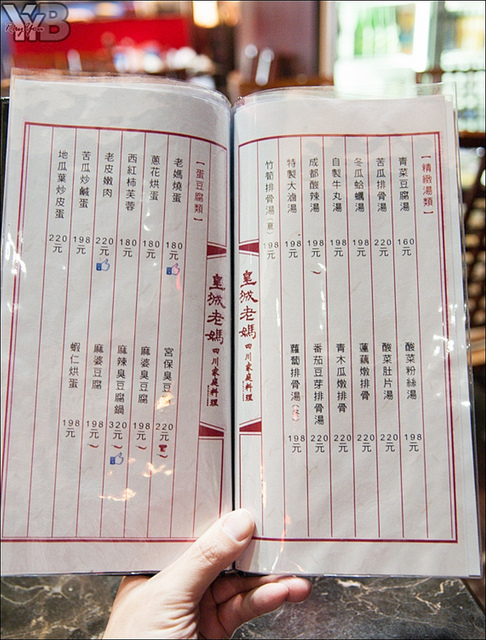 YB
【精緻湯類】
青菜豆腐湯 160元
苦瓜排骨湯 220元
冬瓜蛤蠣湯 198元
自製牛丸湯 198元
成都酸辣湯 198元
特製大滷湯 198元
竹筍排骨湯(夏) 198元
酸菜粉絲湯 198元
酸菜肚片湯 220元
蓮藕燉排骨 220元
青木瓜燉排骨 220元
番茄豆芽排骨湯 220元
蘿蔔排骨湯(冬) 198元
皇城老媽 四川家庭料理
皇城老媽 四川家庭料理
【蛋豆腐類】
老媽燒蛋 180元
蔥花烘蛋 180元
西紅柿芙蓉 180元
老皮嫩肉 220元
苦瓜炒鹹蛋 198元
地瓜葉炒皮蛋 220元
宮保臭豆 220元
麻婆臭豆腐 198元
麻辣臭豆腐鍋 320元
麻婆豆腐 198元
蝦仁烘蛋 198元